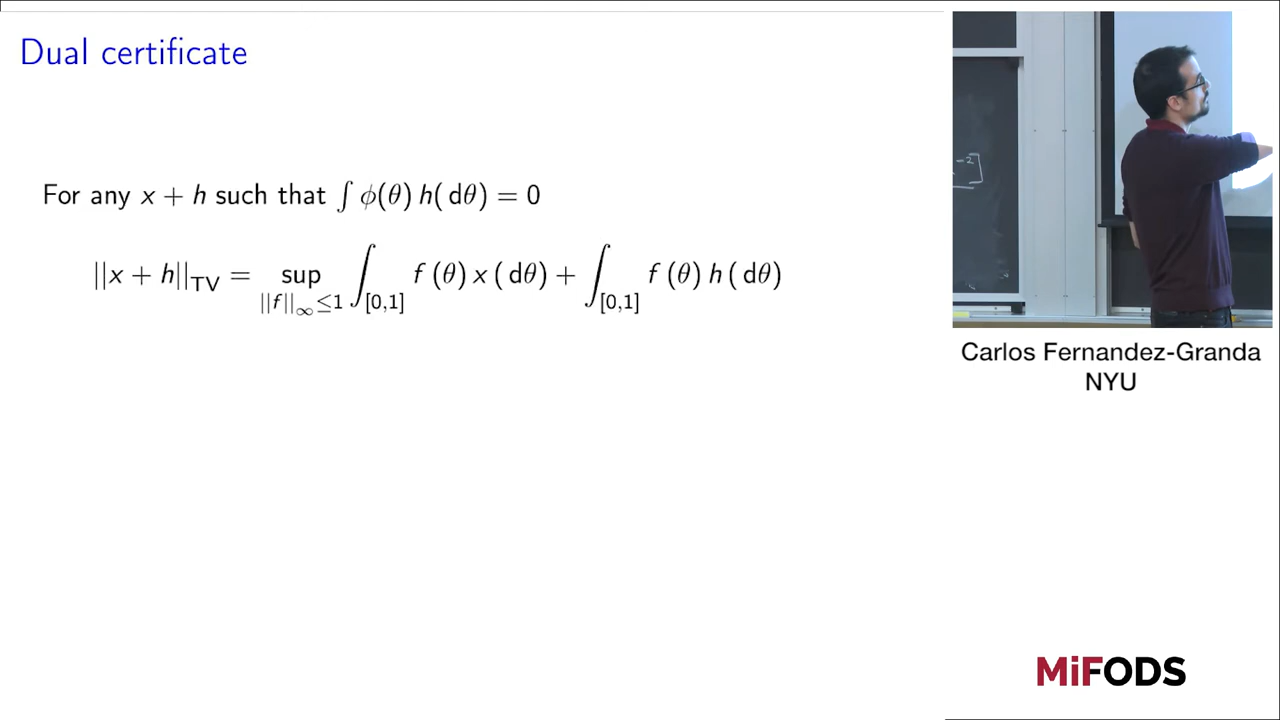 Dual certificate
For any x + h such that ∫ φ(θ) h( dθ) = 0
||x + h||_TV = sup_{||f||_∞ ≤ 1} ∫_{[0,1]} f (θ) x ( dθ) + ∫_{[0,1]} f (θ) h ( dθ)
Carlos Fernandez-Granda
NYU
MiFODS